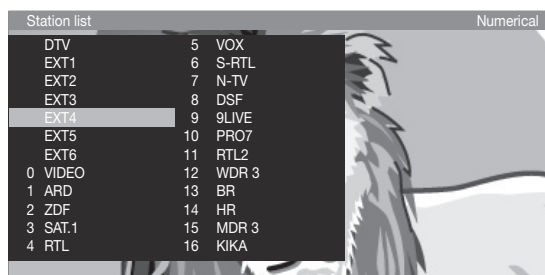 Station list Numerical
DTV
EXT1
EXT2
EXT3
EXT4
EXT5
EXT6
0 VIDEO
1 ARD
2 ZDF
3 SAT.1
4 RTL
5 VOX
6 S-RTL
7 N-TV
8 DSF
9 9LIVE
10 PRO7
11 RTL2
12 WDR 3
13 BR
14 HR
15 MDR 3
16 KIKA